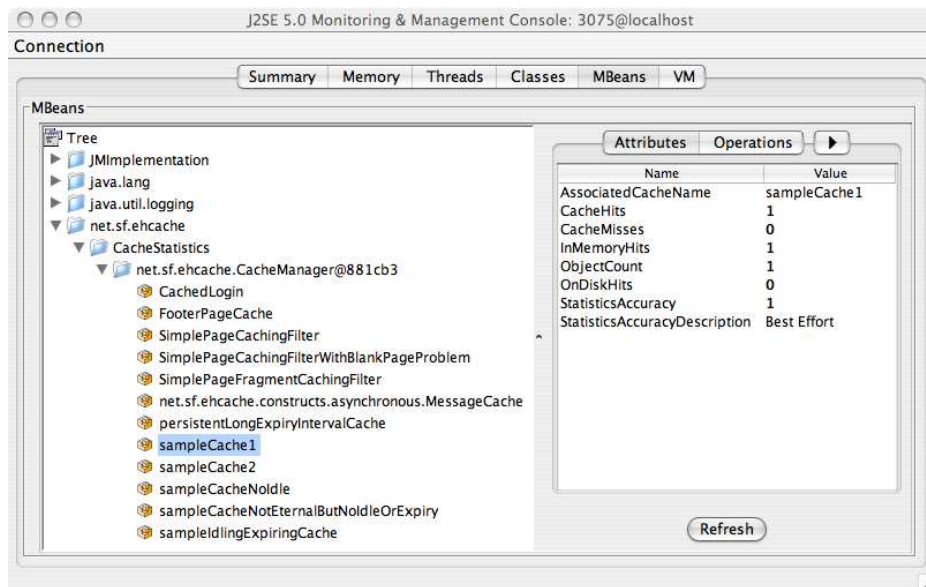 J2SE 5.0 Monitoring & Management Console: 3075@localhost
Connection
Summary Memory Threads Classes MBeans VM
MBeans
Tree
JMImplementation
java.lang
java.util.logging
net.sf.ehcache
CacheStatistics
net.sf.ehcache.CacheManager@881cb3
CachedLogin
FooterPageCache
SimplePageCachingFilter
SimplePageCachingFilterWithBlankPageProblem
SimplePageFragmentCachingFilter
net.sf.ehcache.constructs.asynchronous.MessageCache
persistentLongExpiryIntervalCache
sampleCache1
sampleCache2
sampleCacheNoIdle
sampleCacheNotEternalButNoIdleOrExpiry
sampleIdlingExpiringCache
Attributes Operations
Name Value
AssociatedCacheName sampleCache1
CacheHits 1
CacheMisses 0
InMemoryHits 1
ObjectCount 1
OnDiskHits 0
StatisticsAccuracy 1
StatisticsAccuracyDescription Best Effort
Refresh